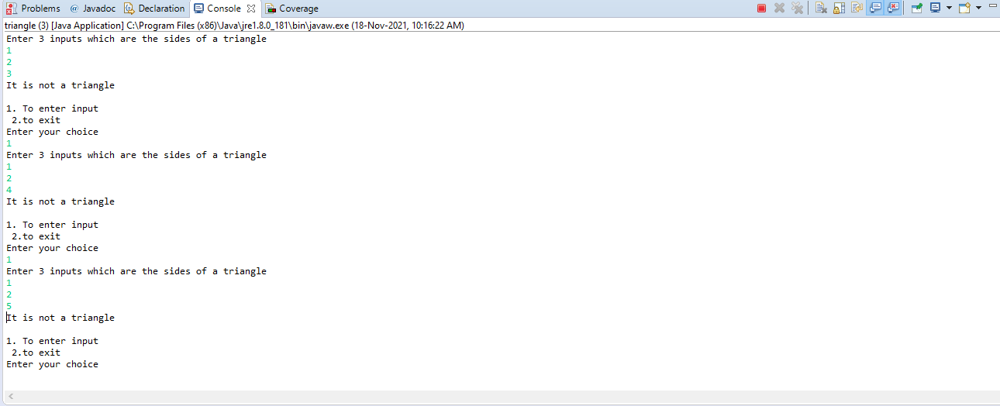 Problems @ Javadoc Declaration Console Coverage
triangle (3) [Java Application] C:\Program Files (x86)\Java\jre1.8.0_181\bin\javaw.exe (18-Nov-2021, 10:16:22 AM)
Enter 3 inputs which are the sides of a triangle
1
2
3
It is not a triangle
1. To enter input
 2.to exit
Enter your choice
1
Enter 3 inputs which are the sides of a triangle
1
2
4
It is not a triangle
1. To enter input
 2.to exit
Enter your choice
1
Enter 3 inputs which are the sides of a triangle
1
2
5
It is not a triangle
1. To enter input
 2.to exit
Enter your choice